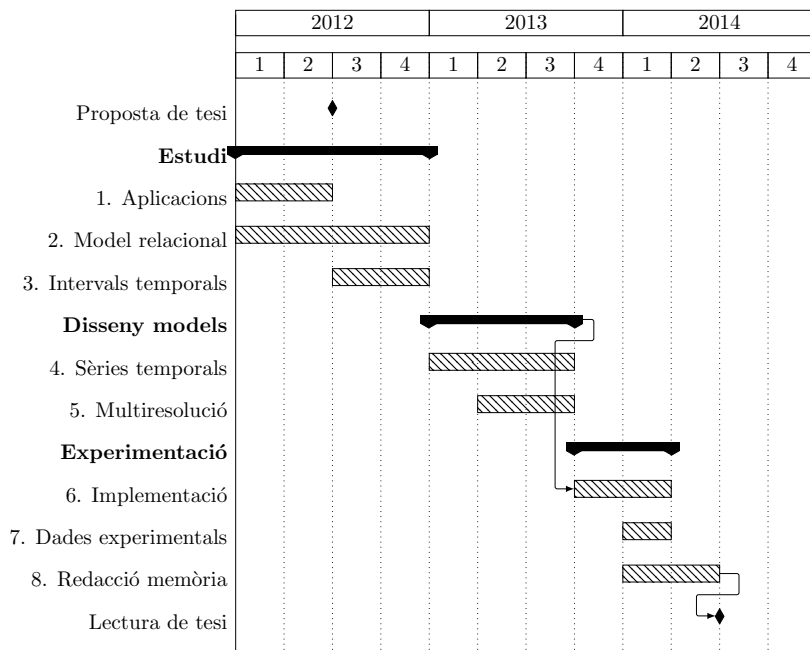 2012 2013 2014
1 2 3 4 1 2 3 4 1 2 3 4
Proposta de tesi
Estudi
1. Aplicacions
2. Model relacional
3. Intervals temporals
Disseny models
4. Sèries temporals
5. Multiresolució
Experimentació
6. Implementació
7. Dades experimentals
8. Redacció memòria
Lectura de tesi